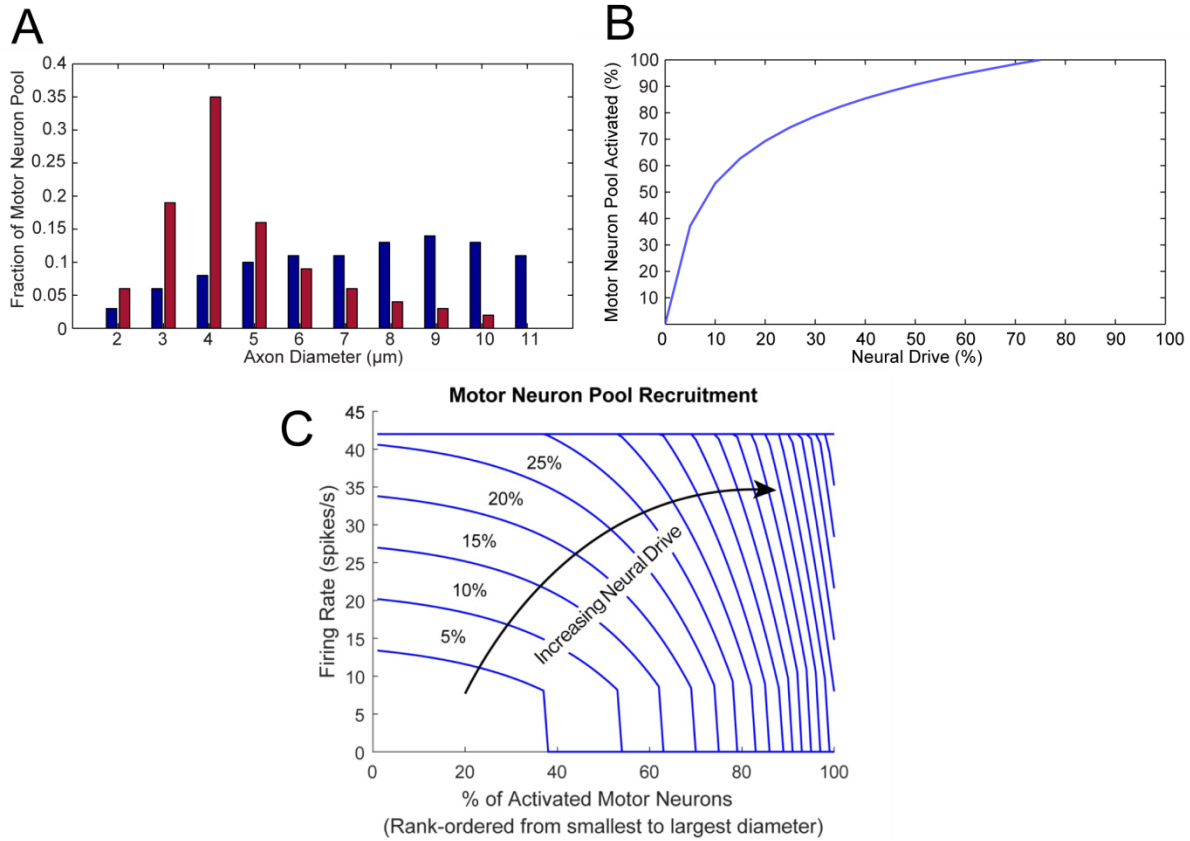 A
0.4
0.35
0.3
0.25
0.2
0.15
0.1
0.05
0
Fraction of Motor Neuron Pool
2 3 4 5 6 7 8 9 10 11
Axon Diameter (µm)
B
100
90
80
70
60
50
40
30
20
10
Motor Neuron Pool Activated (%)
0 10 20 30 40 50 60 70 80 90 100
Neural Drive (%)
C
Motor Neuron Pool Recruitment
45
40
35
30
25
20
15
10
5
0
Firing Rate (spikes/s)
25%
20%
15%
10%
5%
Increasing Neural Drive
0 20 40 60 80 100
% of Activated Motor Neurons
(Rank-ordered from smallest to largest diameter)